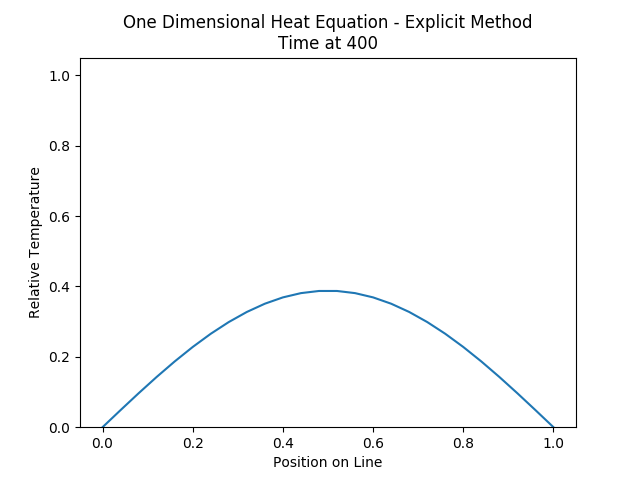 One Dimensional Heat Equation - Explicit Method
Time at 400
1.0
0.8
0.6
0.4
0.2
0.0
Relative Temperature
0.0 0.2 0.4 0.6 0.8 1.0
Position on Line